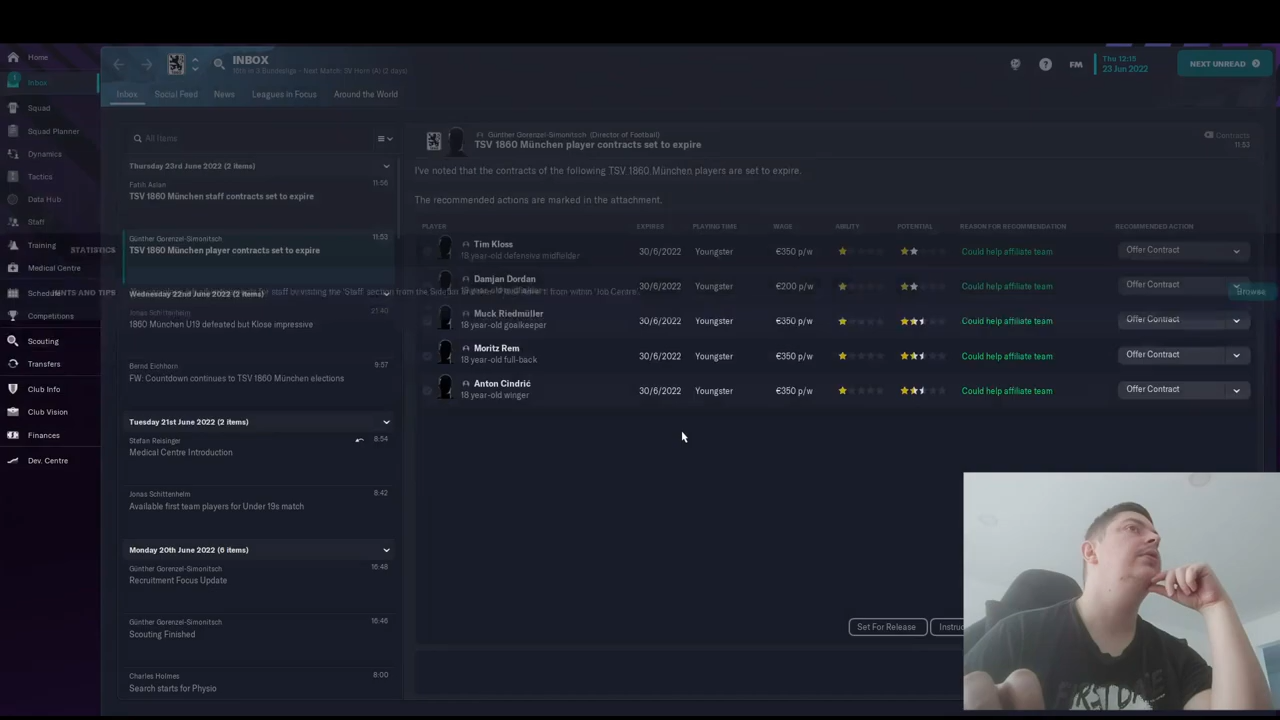 Home
Inbox
Squad
Squad Planner
Dynamics
Tactics
Data Hub
Staff
Training
Medical Centre
Schedule
Competitions
Scouting
Transfers
Club Info
Club Vision
Finances
Dev. Centre
STATISTICS
HINTS AND TIPS
INBOX
Thu 12:15
23 Jun 2022
FM
NEXT UNREAD
Inbox
Social Feed
News
Leagues in Focus
Around the World
All Items
Thursday 23rd June 2022 (2 items)
Fatih Aslan
11:56
TSV 1860 München staff contracts set to expire
Günther Gorenzel-Simonitsch
11:53
TSV 1860 München player contracts set to expire
Wednesday 22nd June 2022 (2 items)
Jonas Schittenhelm
21:40
1860 München U19 defeated but Klose impressive
Bernd Eichhorn
9:57
FW: Countdown continues to TSV 1860 München elections
Tuesday 21st June 2022 (2 items)
Stefan Reisinger
8:54
Medical Centre Introduction
Jonas Schittenhelm
8:42
Available first team players for Under 19s match
Monday 20th June 2022 (6 items)
Günther Gorenzel-Simonitsch
16:48
Recruitment Focus Update
Günther Gorenzel-Simonitsch
16:46
Scouting Finished
Charles Holmes
8:00
Search starts for Physio
Günther Gorenzel-Simonitsch (Director of Football)
TSV 1860 München player contracts set to expire
Contracts
11:53
I've noted that the contracts of the following TSV 1860 München players are set to expire.
The recommended actions are marked in the attachment.
PLAYER EXPIRES PLAYING TIME WAGE ABILITY POTENTIAL REASON FOR RECOMMENDATION RECOMMENDED ACTION
Tim Kloss
18 year-old defensive midfielder
30/6/2022 Youngster €350 p/w Could help affiliate team Offer Contract
Damjan Dordan
30/6/2022 Youngster €200 p/w Could help affiliate team Offer Contract
Browse
Muck Riedmüller
18 year-old goalkeeper
30/6/2022 Youngster €350 p/w Could help affiliate team Offer Contract
Moritz Rem
18 year-old full-back
30/6/2022 Youngster €350 p/w Could help affiliate team Offer Contract
Anton Cindrić
18 year-old winger
30/6/2022 Youngster €350 p/w Could help affiliate team Offer Contract
Set For Release